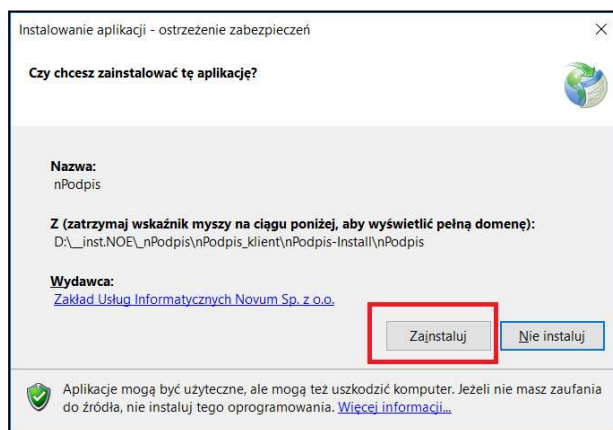 Instalowanie aplikacji - ostrzeżenie zabezpieczeń
Czy chcesz zainstalować tę aplikację?
Nazwa:
nPodpis
Z (zatrzymaj wskaźnik myszy na ciągu poniżej, aby wyświetlić pełną domenę):
D:\__inst.NOE\_nPodpis\nPodpis_klient\nPodpis-Install\nPodpis
Wydawca:
Zakład Usług Informatycznych Novum Sp. z o.o.
Zainstaluj
Nie instaluj
Aplikacje mogą być użyteczne, ale mogą też uszkodzić komputer. Jeżeli nie masz zaufania
do źródła, nie instaluj tego oprogramowania. Więcej informacji...